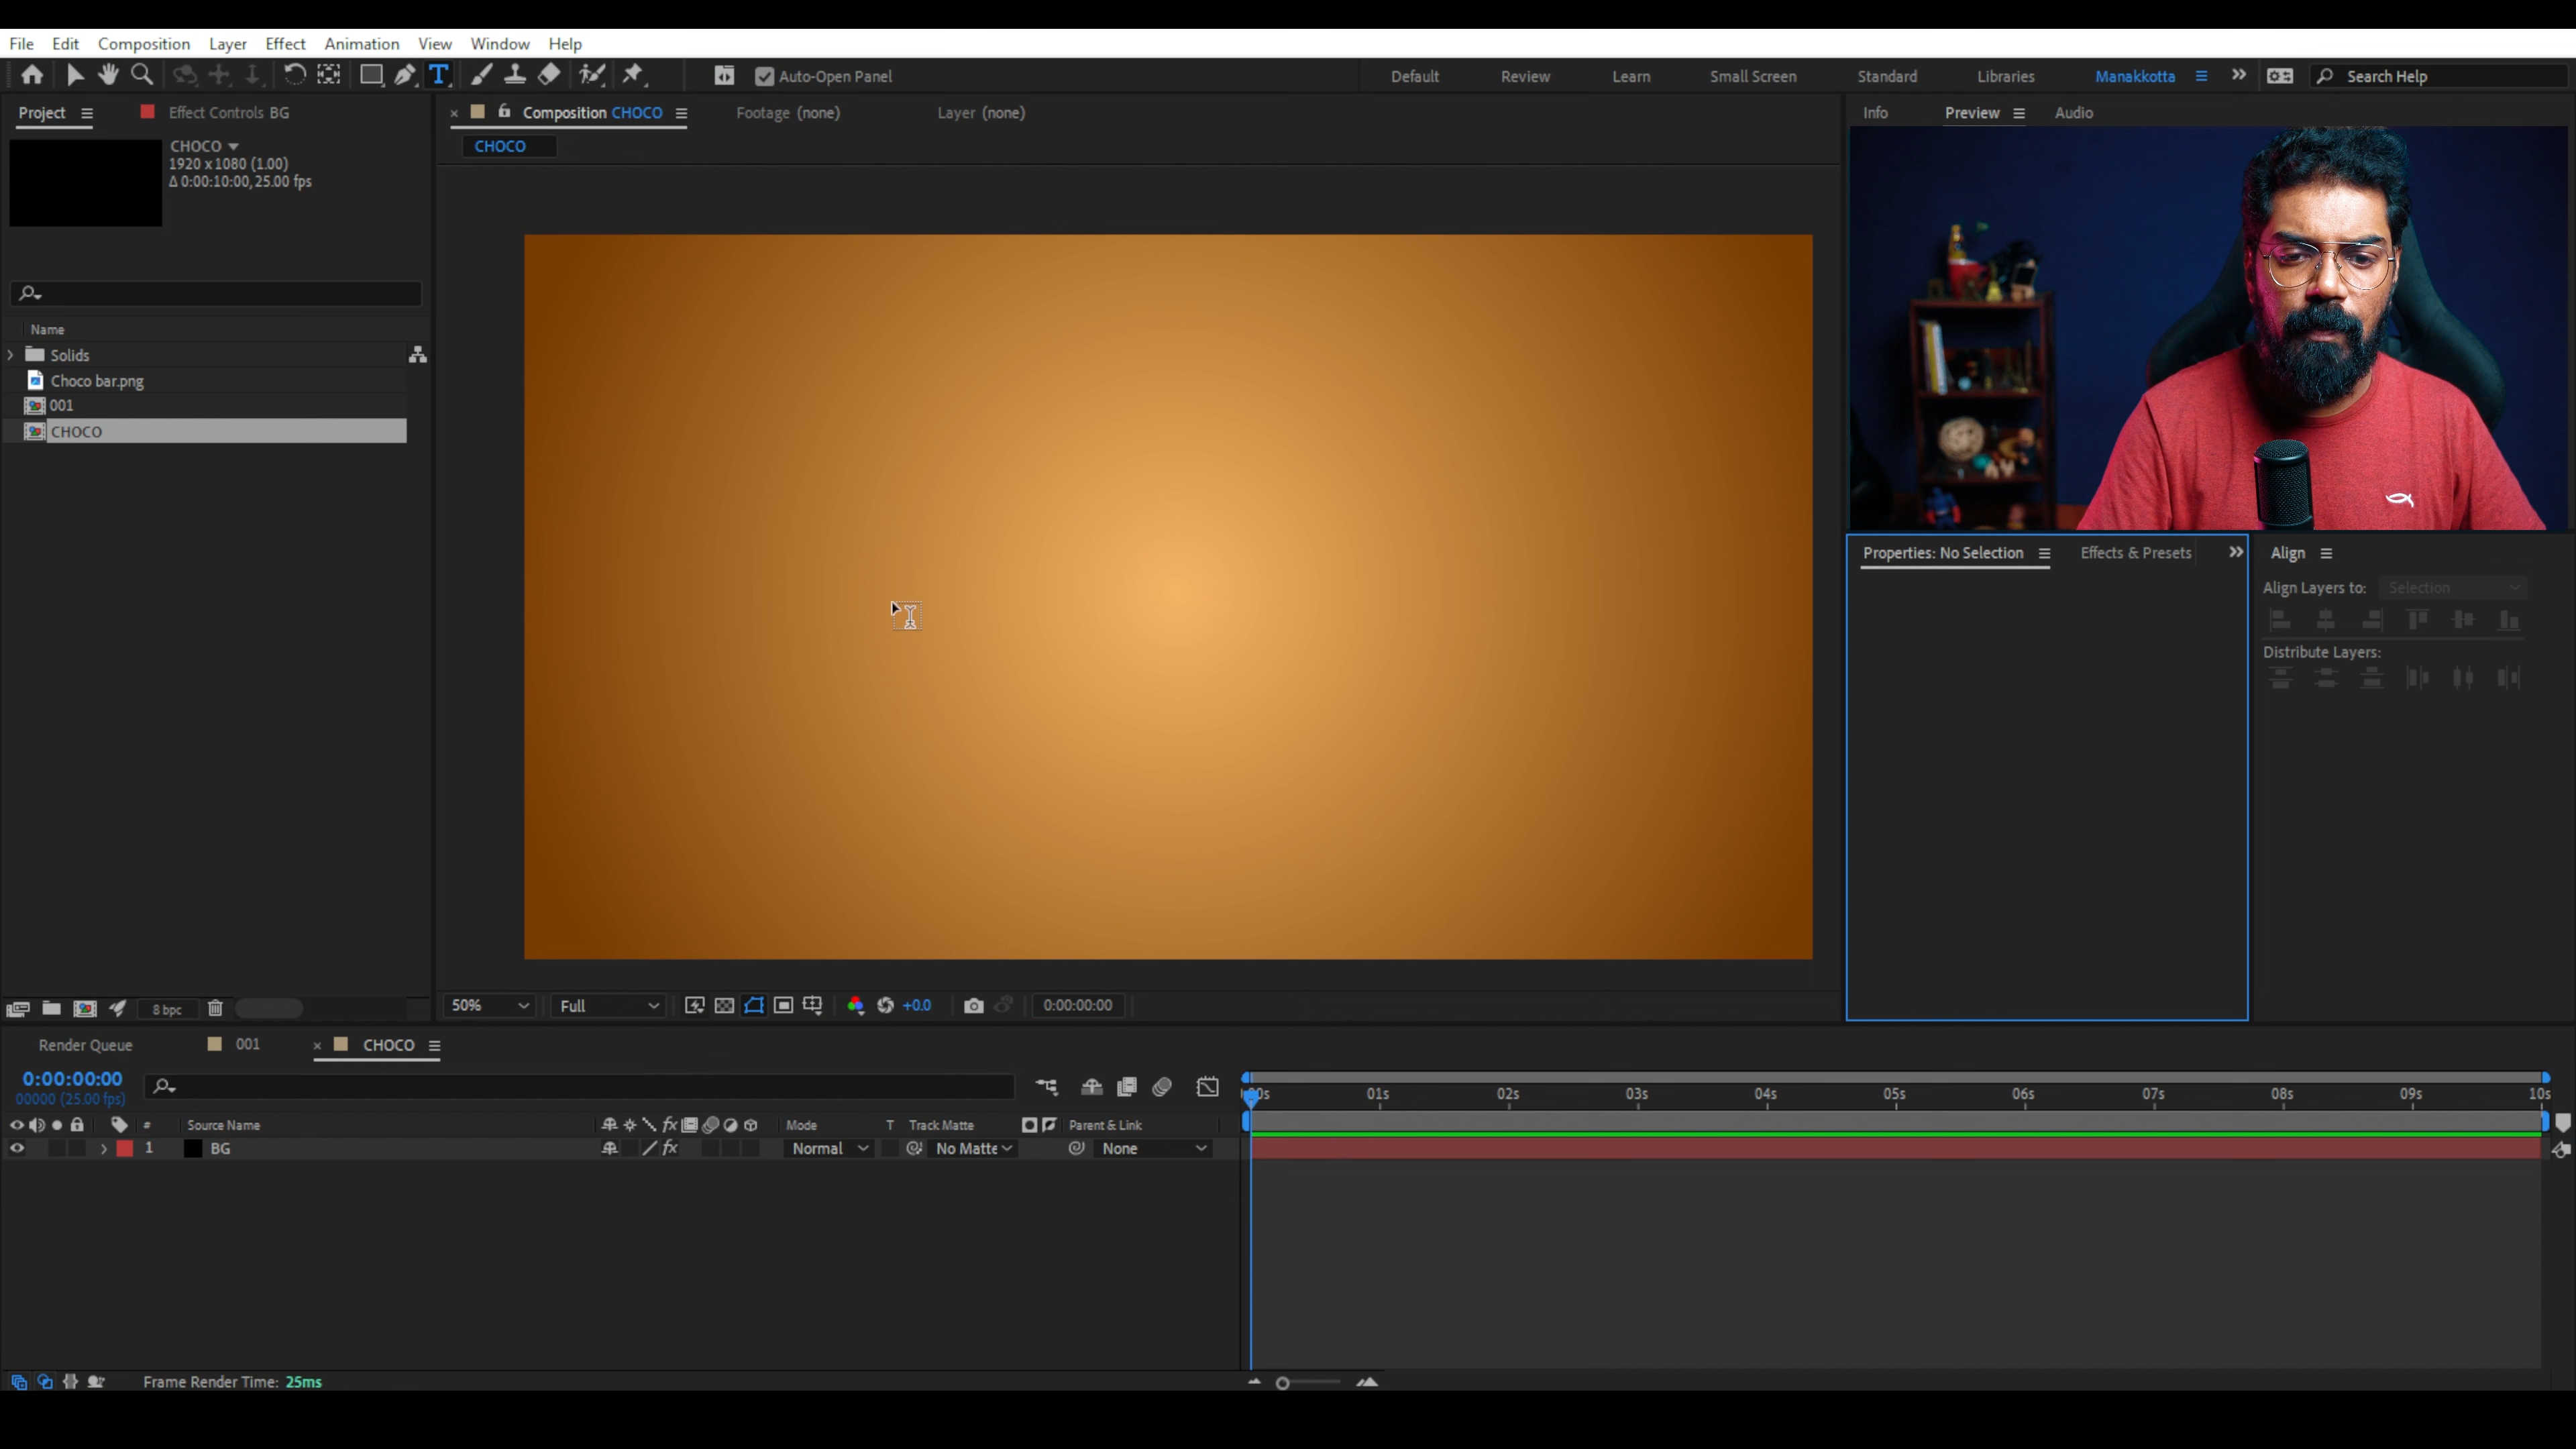 File Edit Composition Layer Effect Animation View Window Help
T Auto-Open Panel Default Review Learn Small Screen Standard Libraries Manakkotta Search Help
Project Effect Controls BG
CHOCO
1920 x 1080 (1.00)
Δ 0:00:10:00, 25.00 fps
Name
Solids
Choco bar.png
001
CHOCO
8 bpc
Composition CHOCO Footage (none) Layer (none)
CHOCO
50% Full +0.0 0:00:00:00
Info Preview Audio
Properties: No Selection Effects & Presets
Align
Align Layers to: Selection
Distribute Layers:
Render Queue 001 CHOCO
0:00:00:00
00000 (25.00 fps)
# Source Name fx Mode T Track Matte Parent & Link
1 BG fx Normal No Matte None
01s 02s 03s 04s 05s 06s 07s 08s 09s 10s
Frame Render Time: 25ms